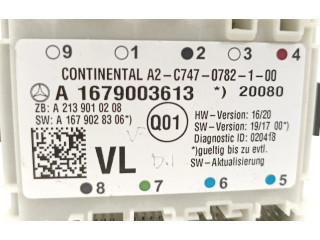 9 1 2 3 4
CONTINENTAL A2-C747-0782-1-00
A 1679003613 *) 20080
ZB: A 213 901 02 08
SW: A 167 902 83 06*)
Q01
HW-Version: 16/20
SW-Version: 19/17 00*)
Diagnostic ID: 020418
*)gueltig bis zu evtl.
SW-Aktualisierung
VL
8 7 6 5